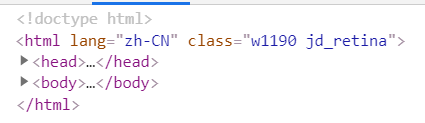 <!doctype html>
<html lang="zh-CN" class="w1190 jd_retina">
<head>…</head>
<body>…</body>
</html>